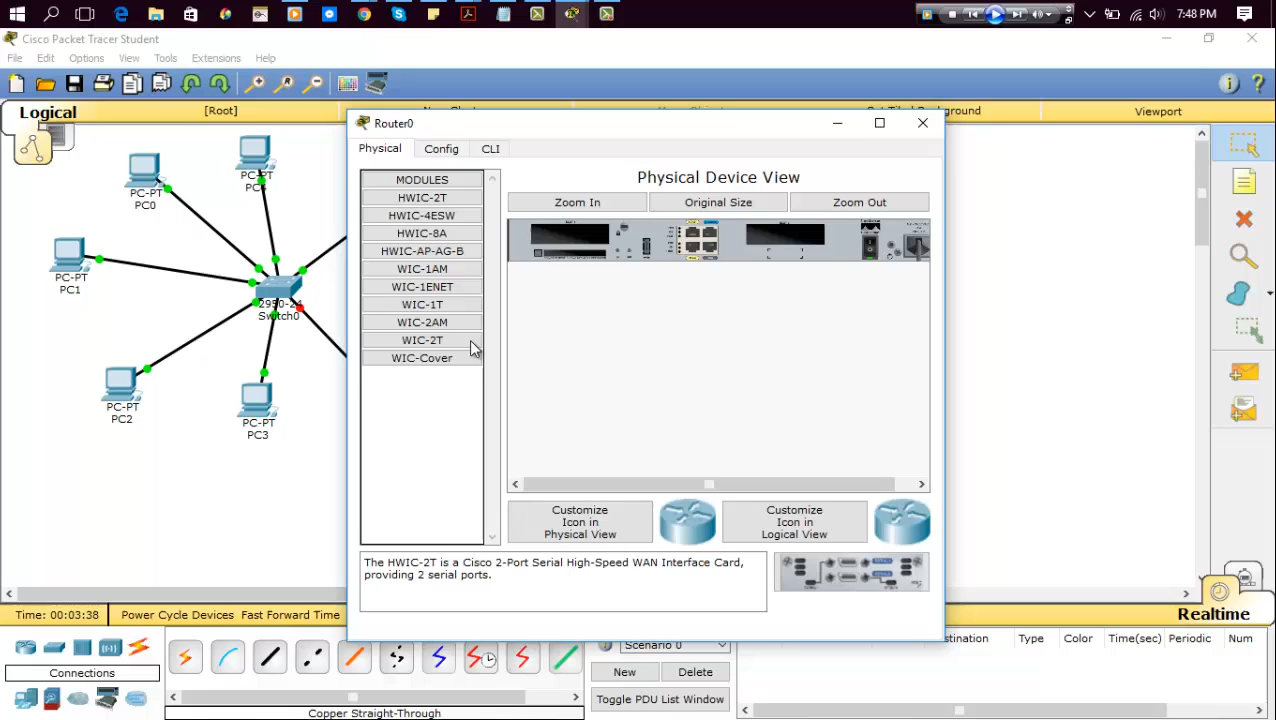 7:48 PM
Cisco Packet Tracer Student
File Edit Options View Tools Extensions Help
Logical
[Root]
Viewport
Router0
Physical Config CLI
MODULES
HWIC-2T
HWIC-4ESW
HWIC-8A
HWIC-AP-AG-B
WIC-1AM
WIC-1ENET
WIC-1T
WIC-2AM
WIC-2T
WIC-Cover
Physical Device View
Zoom In Original Size Zoom Out
Customize
Icon in
Physical View
Customize
Icon in
Logical View
The HWIC-2T is a Cisco 2-Port Serial High-Speed WAN Interface Card,
providing 2 serial ports.
PC-PT
PC0
PC-PT
PC-PT
PC1
2950-24
Switch0
PC-PT
PC2
PC-PT
PC3
Time: 00:03:38 Power Cycle Devices Fast Forward Time
Realtime
Connections
Copper Straight-Through
Scenario 0
New Delete
Toggle PDU List Window
Type Color Time(sec) Periodic Num